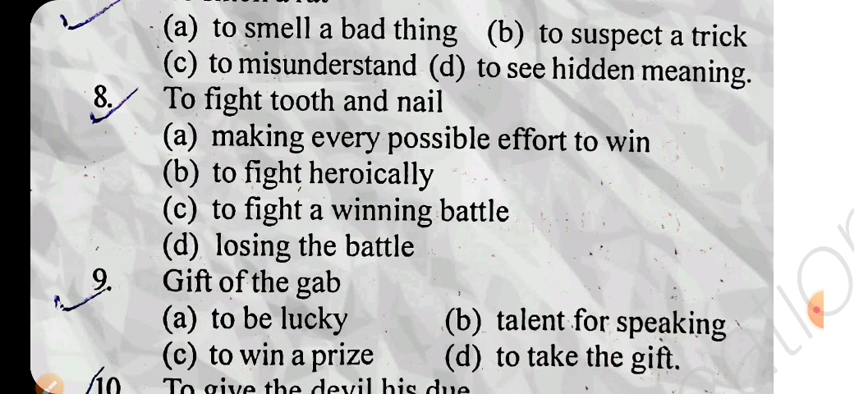 (a) to smell a bad thing (b) to suspect a trick
(c) to misunderstand (d) to see hidden meaning.
8. To fight tooth and nail
(a) making every possible effort to win
(b) to fight heroically
(c) to fight a winning battle
(d) losing the battle
9. Gift of the gab
(a) to be lucky (b) talent for speaking
(c) to win a prize (d) to take the gift.
10 To give the devil his due